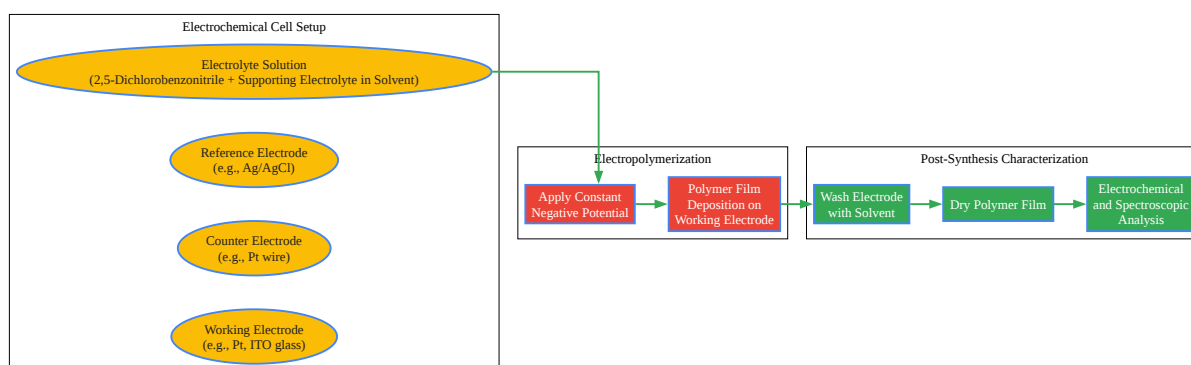 Electrochemical Cell Setup
Electrolyte Solution
(2,5-Dichlorobenzonitrile + Supporting Electrolyte in Solvent)
Reference Electrode
(e.g., Ag/AgCl)
Counter Electrode
(e.g., Pt wire)
Working Electrode
(e.g., Pt, ITO glass)
Electropolymerization
Apply Constant
Negative Potential
Polymer Film
Deposition on
Working Electrode
Post-Synthesis Characterization
Wash Electrode
with Solvent
Dry Polymer Film
Electrochemical
and Spectroscopic
Analysis